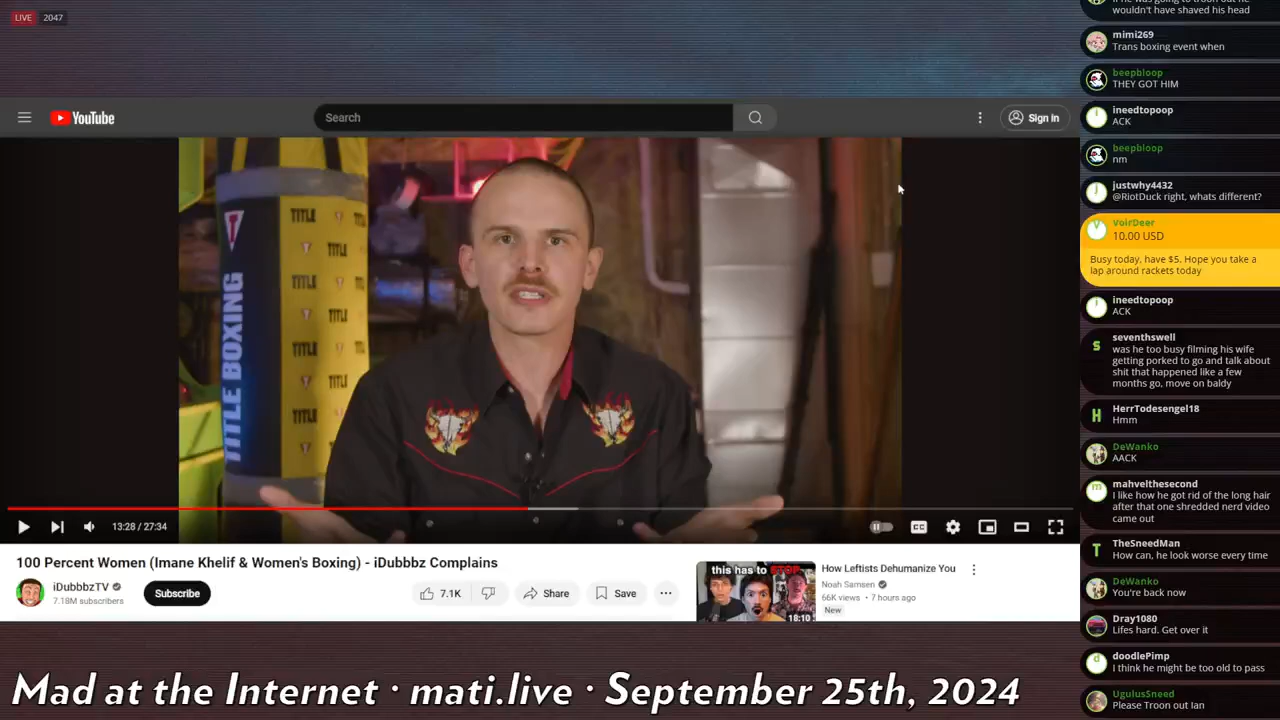 LIVE 2047
YouTube
Search
Sign in
TITLE BOXING
TITLE
TITLE
TITLE
TITLE
TITLE
TITLE
TITLE
TITLE
13:28 / 27:34
CC
100 Percent Women (Imane Khelif & Women's Boxing) - iDubbbz Complains
iDubbbzTV
7.18M subscribers
Subscribe
7.1K
Share
Save
this has to STOP
18:10
How Leftists Dehumanize You
Noah Samsen
66K views • 7 hours ago
New
wouldn't have shaved his head
mimi269
Trans boxing event when
beepbloop
THEY GOT HIM
ineedtopoop
ACK
beepbloop
nm
justwhy4432
@RiotDuck right, whats different?
VoirDeer
10.00 USD
Busy today, have $5. Hope you take a
lap around rackets today
ineedtopoop
ACK
seventhswell
was he too busy filming his wife
getting porked to go and talk about
shit that happened like a few
months go, move on baldy
HerrTodesengel18
Hmm
DeWanko
AACK
mahvelthesecond
I like how he got rid of the long hair
after that one shredded nerd video
came out
TheSneedMan
How can, he look worse every time
DeWanko
You're back now
Dray1080
Lifes hard. Get over it
doodlePimp
I think he might be too old to pass
UgulusSneed
Please Troon out Ian
Mad at the Internet · mati.live · September 25th, 2024